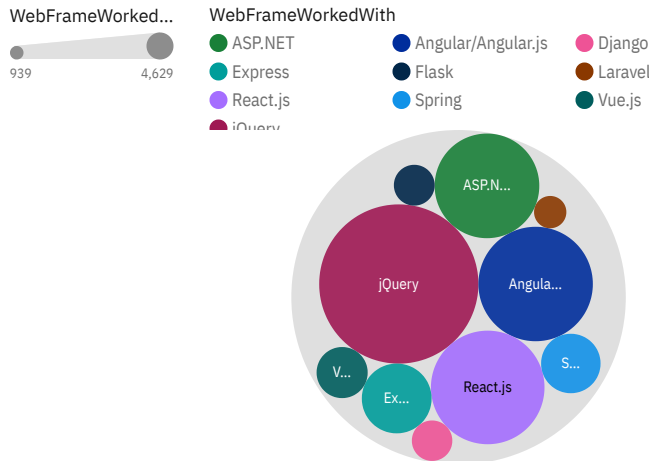 WebFrameWorked...
939 4,629
WebFrameWorkedWith
ASP.NET Angular/Angular.js Django
Express Flask Laravel
React.js Spring Vue.js
jQuery
ASP.N...
jQuery
Angula...
V...
Ex...
React.js
S...